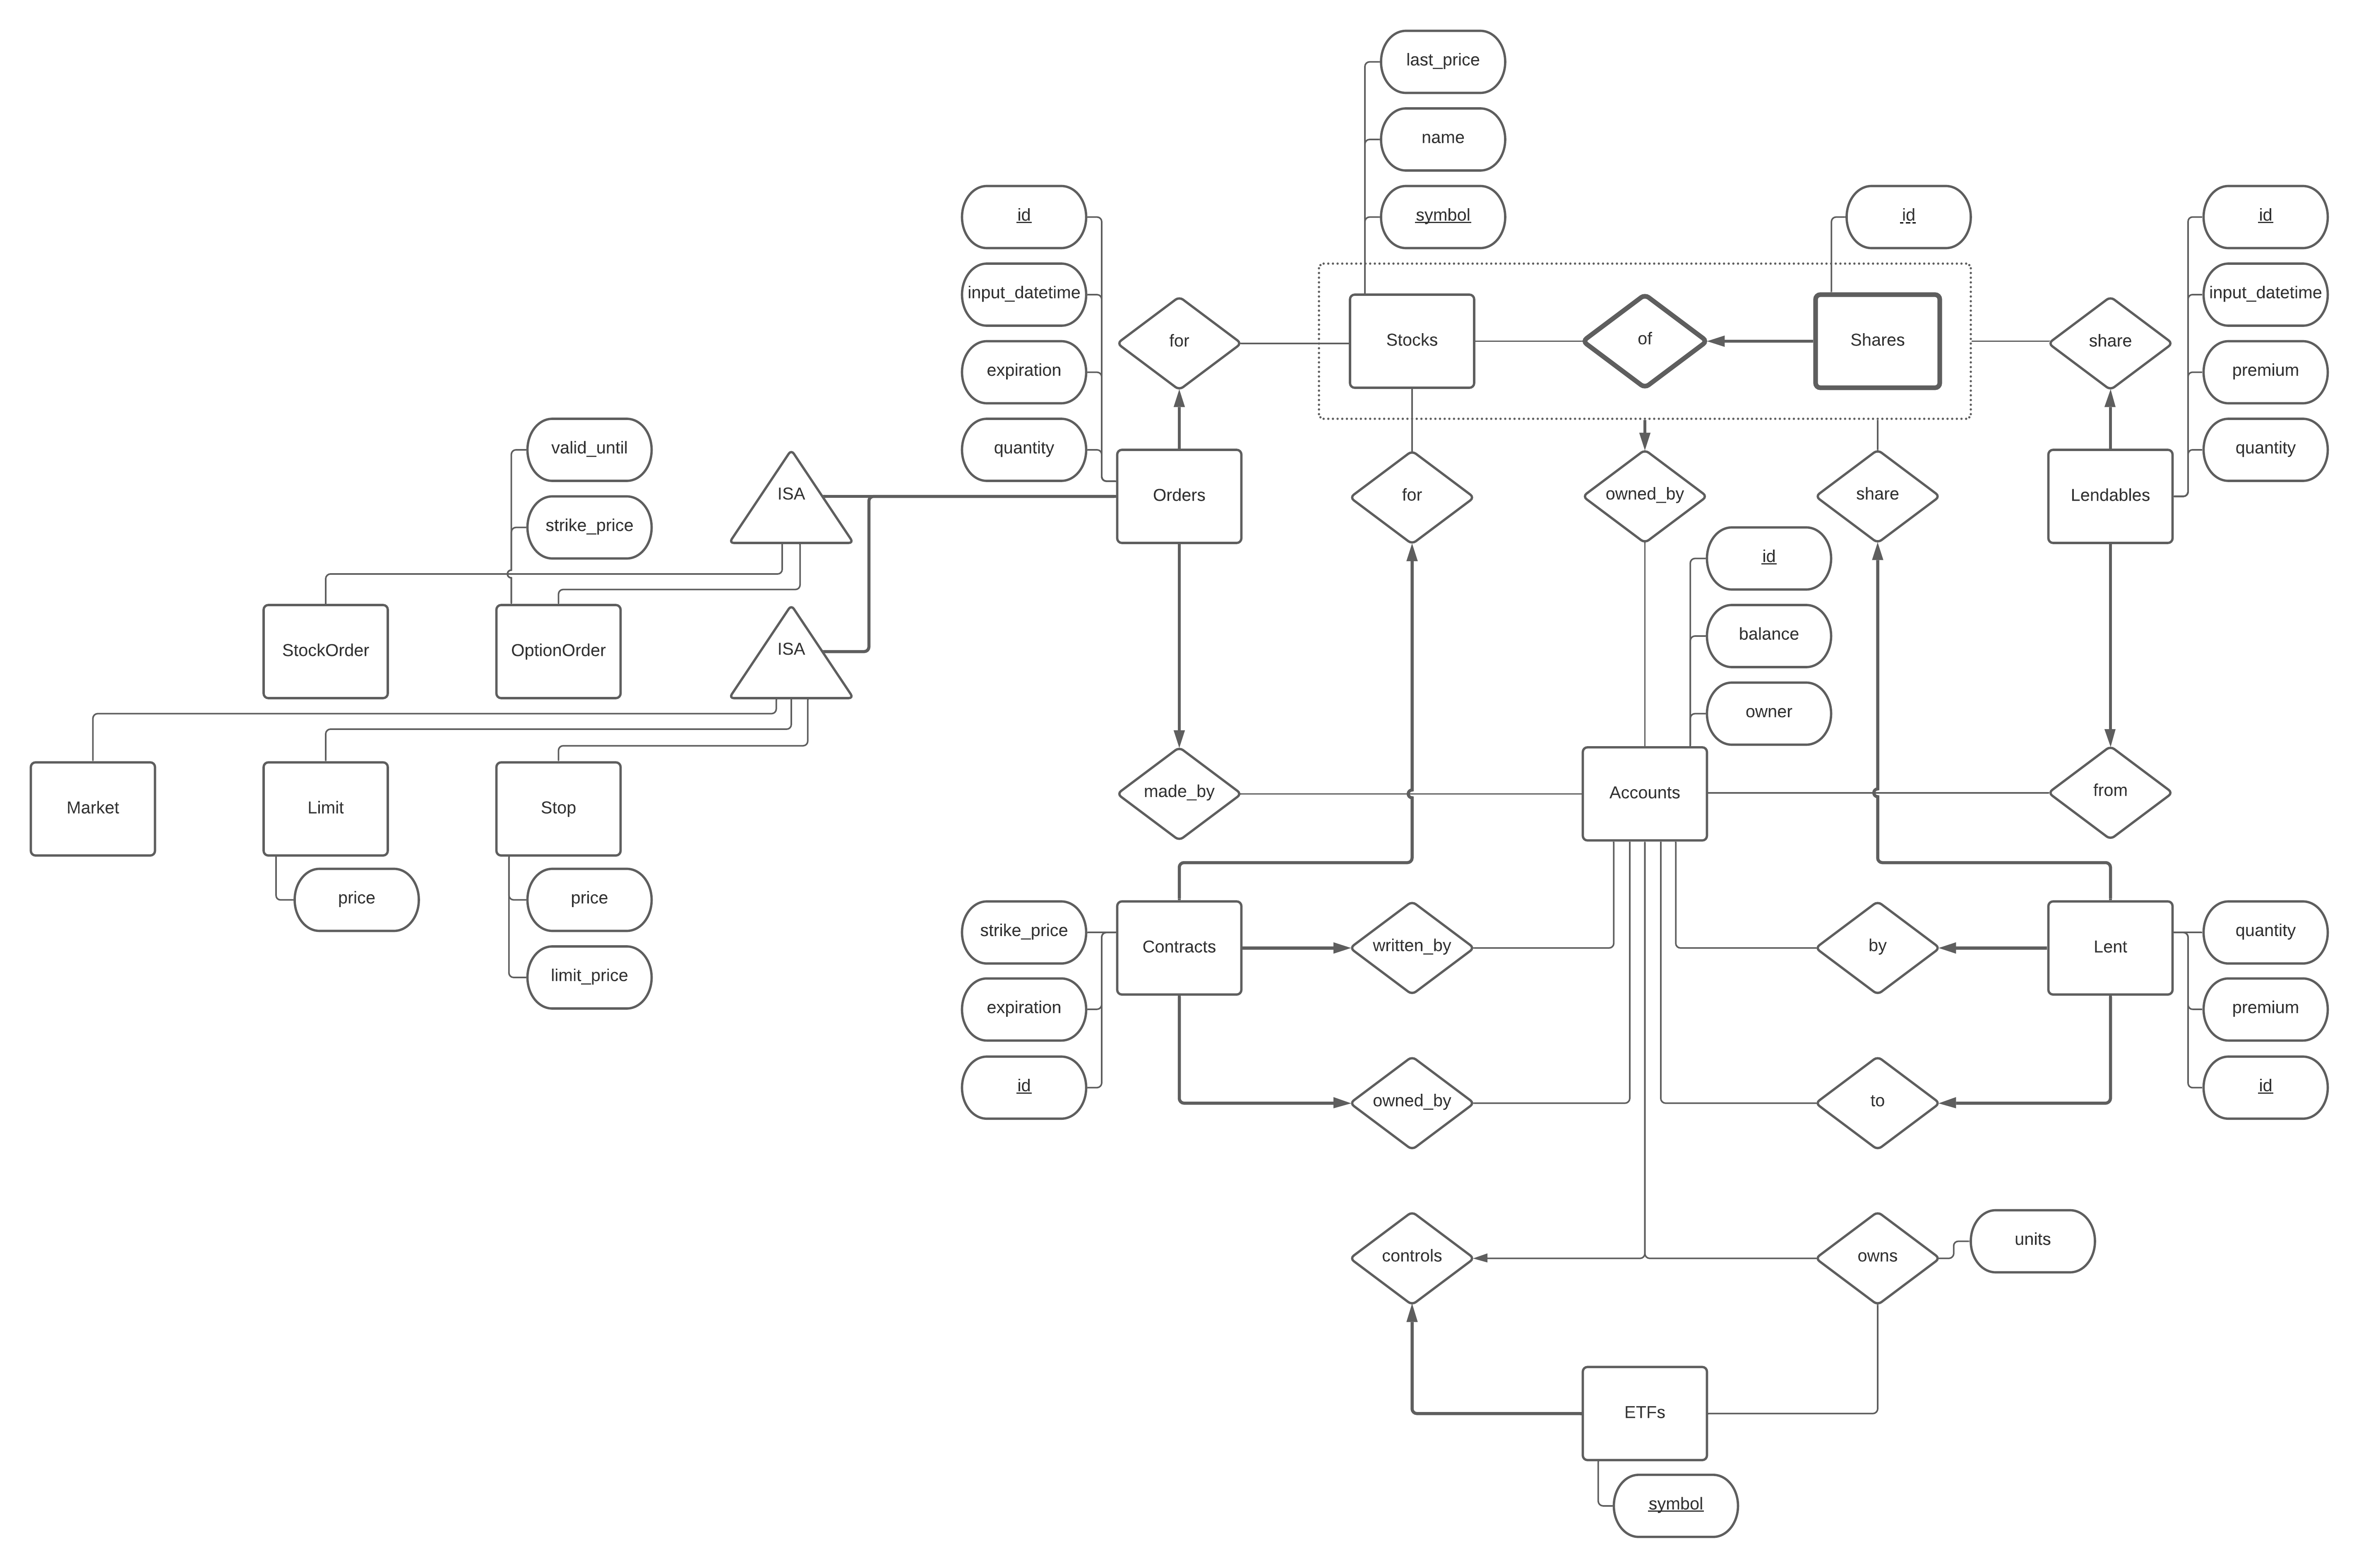 last_price
name
id
symbol
id
id
input_datetime
input_datetime
for
Stocks
of
Shares
share
expiration
premium
valid_until
quantity
quantity
ISA
Orders
for
owned_by
share
Lendables
strike_price
id
balance
StockOrder
OptionOrder
ISA
owner
Market
Limit
Stop
made_by
Accounts
from
price
price
strike_price
Contracts
written_by
by
Lent
quantity
limit_price
expiration
premium
id
owned_by
to
id
controls
owns
units
ETFs
symbol